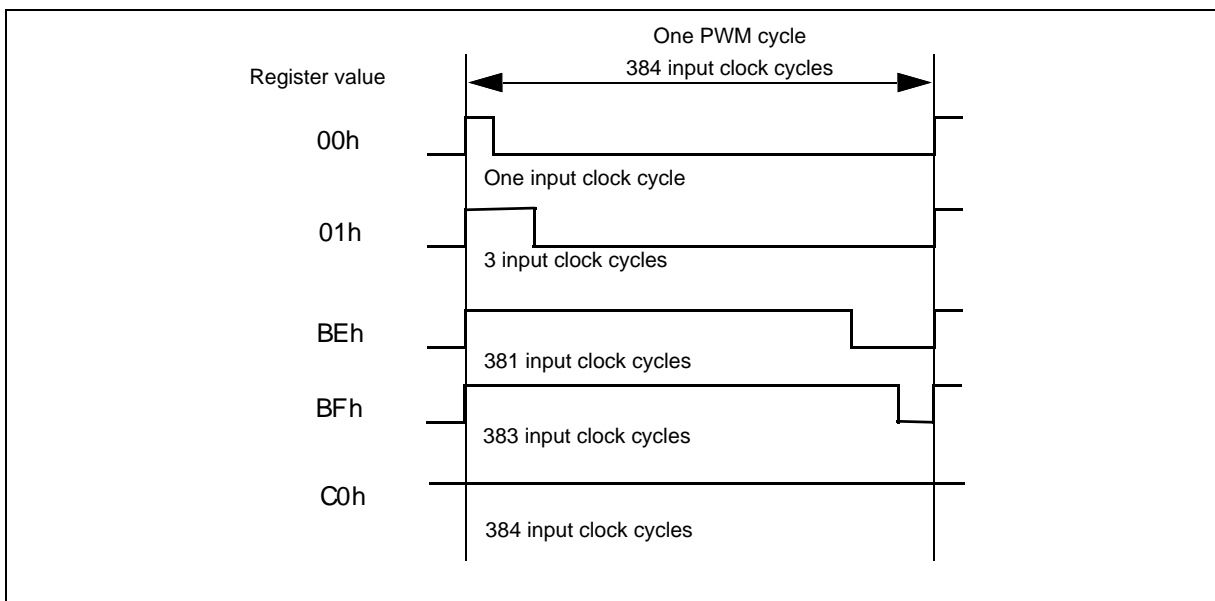 One PWM cycle
Register value
384 input clock cycles
00h
One input clock cycle
01h
3 input clock cycles
BEh
381 input clock cycles
BFh
383 input clock cycles
C0h
384 input clock cycles